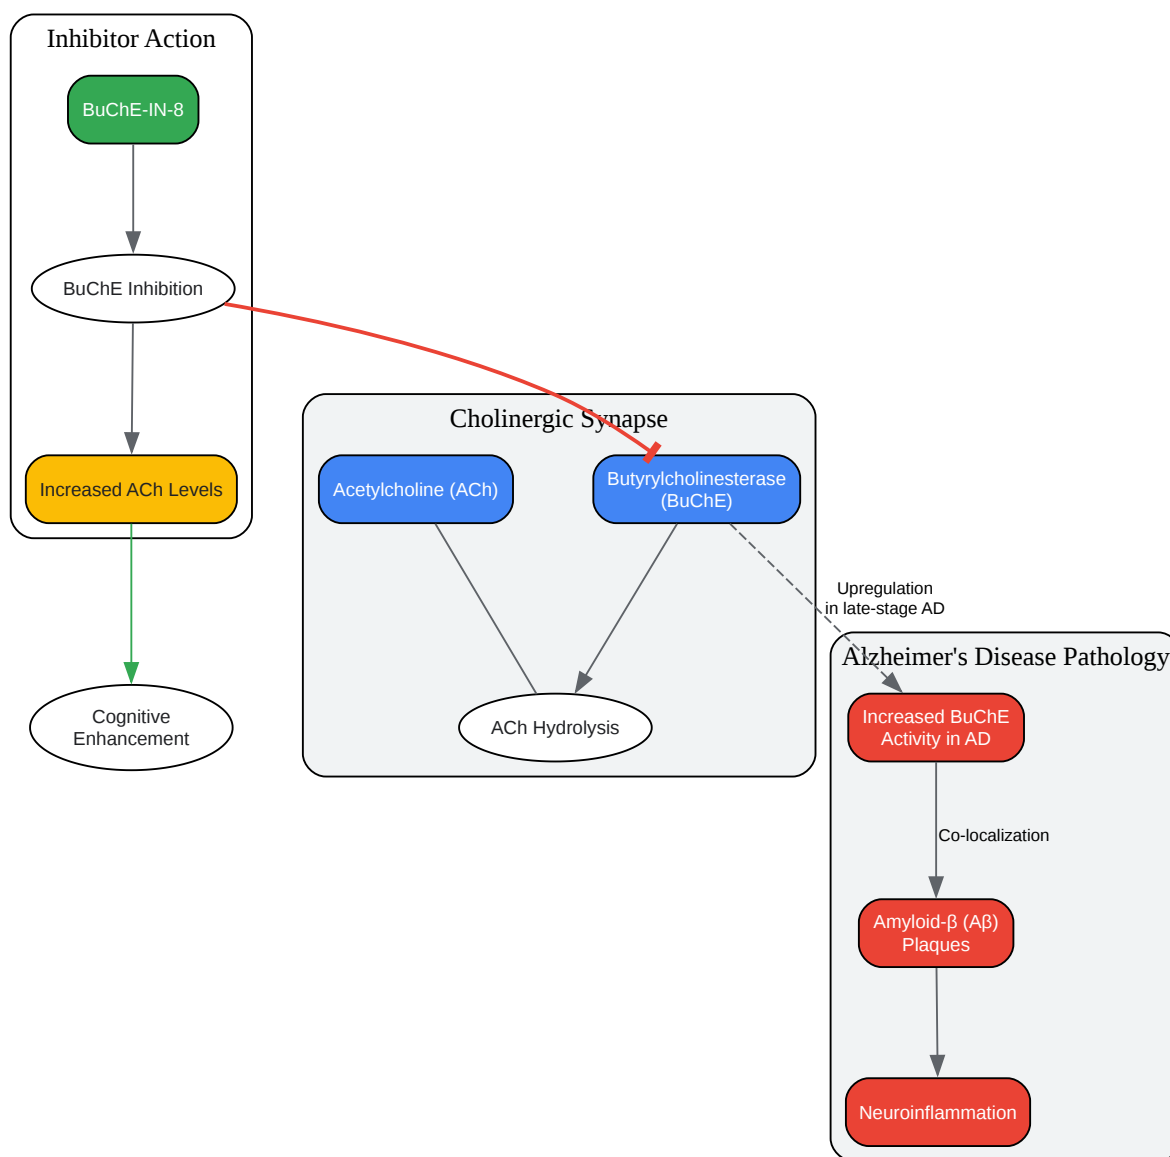 Inhibitor Action
BuChE-IN-8
BuChE Inhibition
Increased ACh Levels
Cognitive
Enhancement
Cholinergic Synapse
Acetylcholine (ACh)
Butyrylcholinesterase
(BuChE)
ACh Hydrolysis
Upregulation
in late-stage AD
Alzheimer's Disease Pathology
Increased BuChE
Activity in AD
Co-localization
Amyloid-β (Aβ)
Plaques
Neuroinflammation